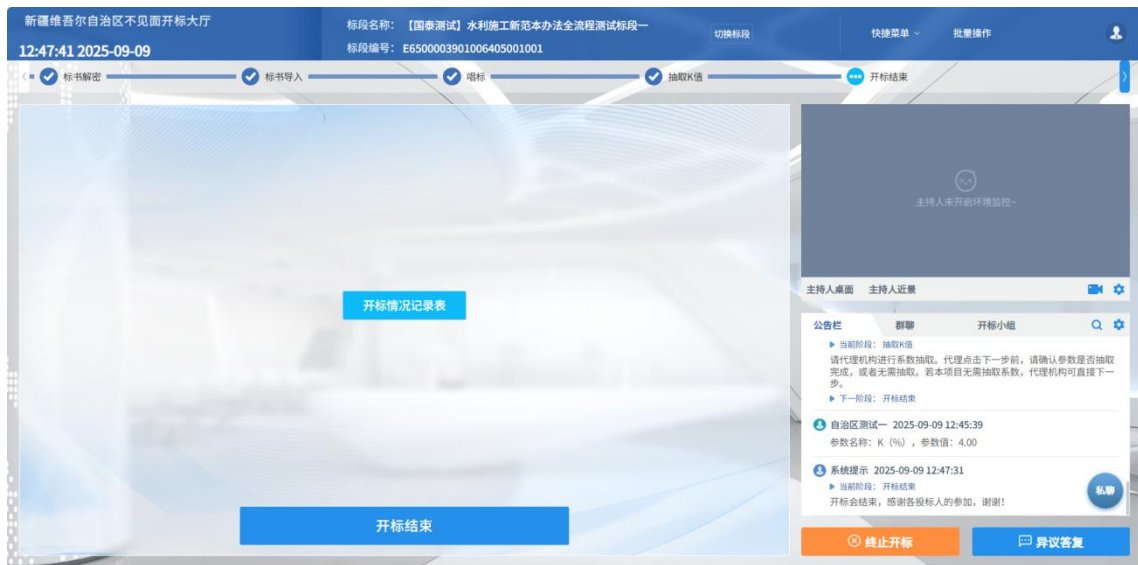 新疆维吾尔自治区不见面开标大厅
12:47:41 2025-09-09
标段名称： 【国泰测试】水利施工新范本办法全流程测试标段一
标段编号： E6500003901006405001001
切换标段
快捷菜单
批量操作
标书解密
标书导入
唱标
抽取K值
开标结束
开标情况记录表
开标结束
主持人未开启环境监控~
主持人桌面 主持人近景
公告栏 群聊 开标小组
当前阶段： 抽取K值
请代理机构进行系数抽取。代理点击下一步前，请确认参数是否抽取
完成，或者无需抽取。若本项目无需抽取系数，代理机构可直接下一
步。
下一阶段： 开标结束
自治区测试一 2025-09-09 12:45:39
参数名称：K（%），参数值：4.00
系统提示 2025-09-09 12:47:31
当前阶段： 开标结束
开标会结束，感谢各投标人的参加，谢谢！
私聊
终止开标
异议答复